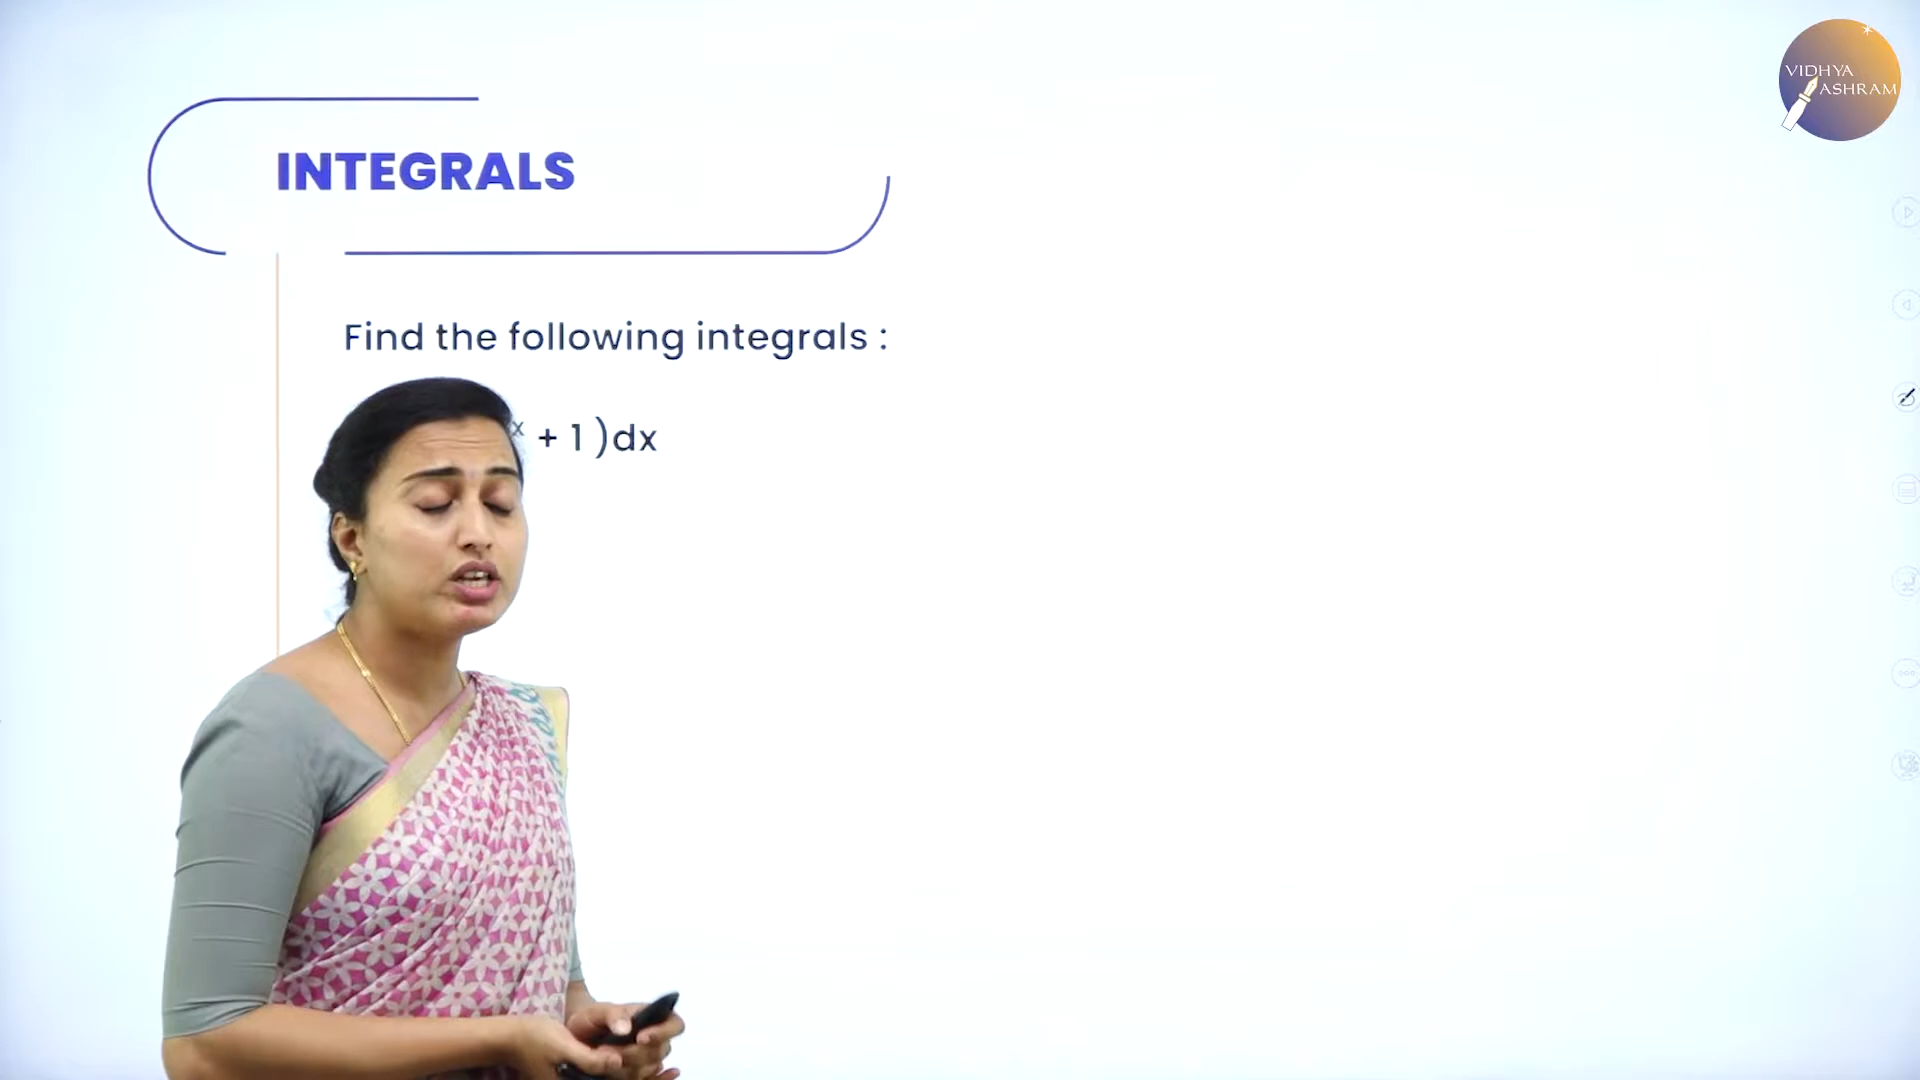 VIDHYA
ASHRAM
INTEGRALS
Find the following integrals :
x + 1 )dx